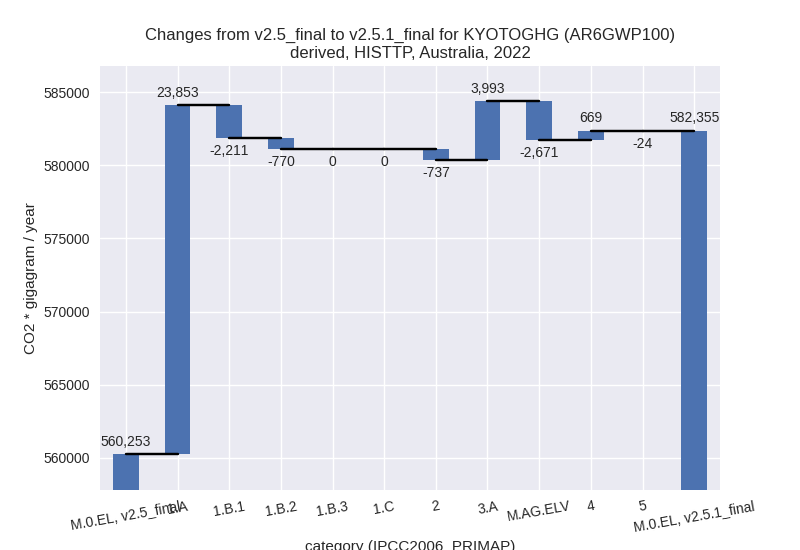 Changes from v2.5_final to v2.5.1_final for KYOTOGHG (AR6GWP100)
derived, HISTTP, Australia, 2022
585000
580000
575000
570000
565000
560000
CO2 * gigagram / year
560,253
23,853
-2,211
-770
0
0
-737
3,993
-2,671
669
-24
582,355
M.0.EL, v2.5_final
1.A
1.B.1
1.B.2
1.B.3
1.C
2
3.A
M.AG.ELV
4
5
M.0.EL, v2.5.1_final
category (IPCC2006_PRIMAP)